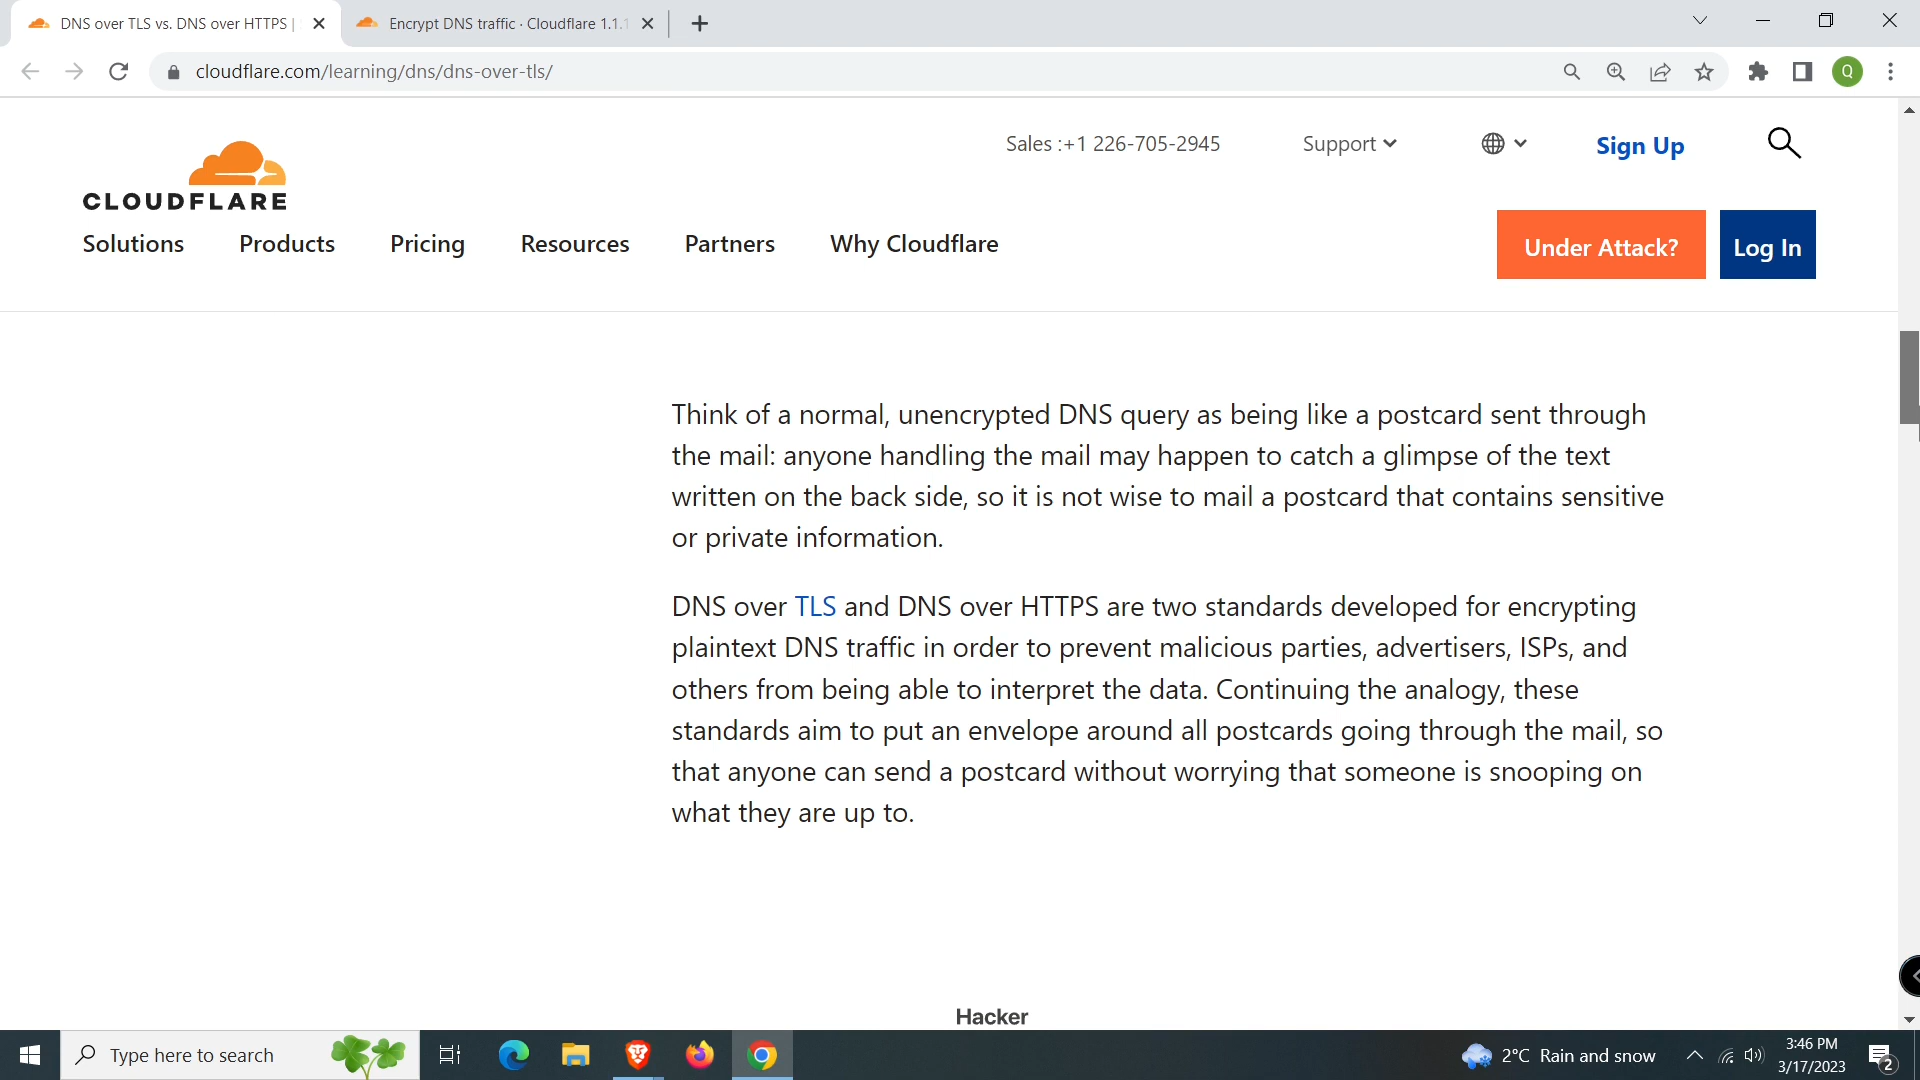 DNS over TLS vs. DNS over HTTPS |
Encrypt DNS traffic · Cloudflare 1.1.1
cloudflare.com/learning/dns/dns-over-tls/
Q
Sales :+1 226-705-2945
Support
Sign Up
CLOUDFLARE
Solutions
Products
Pricing
Resources
Partners
Why Cloudflare
Under Attack?
Log In
Think of a normal, unencrypted DNS query as being like a postcard sent through
the mail: anyone handling the mail may happen to catch a glimpse of the text
written on the back side, so it is not wise to mail a postcard that contains sensitive
or private information.
DNS over TLS and DNS over HTTPS are two standards developed for encrypting
plaintext DNS traffic in order to prevent malicious parties, advertisers, ISPs, and
others from being able to interpret the data. Continuing the analogy, these
standards aim to put an envelope around all postcards going through the mail, so
that anyone can send a postcard without worrying that someone is snooping on
what they are up to.
Hacker
Type here to search
2°C Rain and snow
3:46 PM
3/17/2023
2